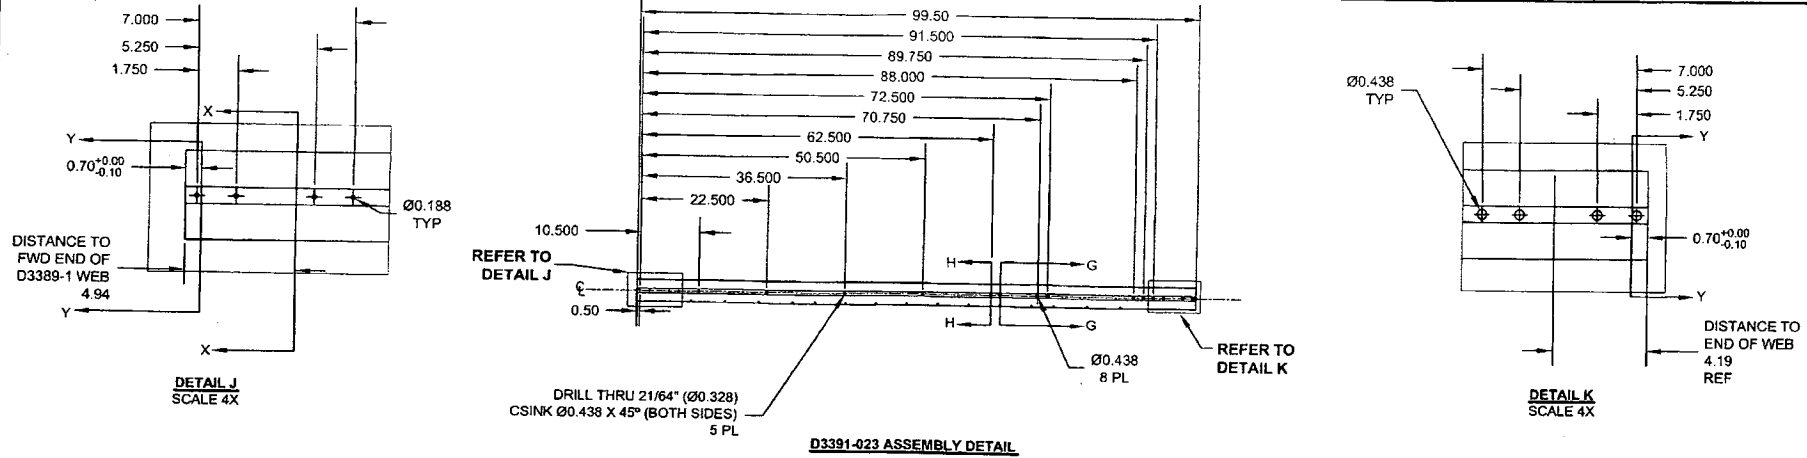 7.000
5.250
1.750
X
Y
0.70+0.00
-0.10
Ø0.188
TYP
DISTANCE TO
FWD END OF
D3389-1 WEB
4.94
Y
X
DETAIL J
SCALE 4X
99.50
91.500
89.750
88.000
72.500
70.750
62.500
50.500
36.500
22.500
10.500
REFER TO
DETAIL J
H
G
℄
0.50
H
G
REFER TO
DETAIL K
Ø0.438
8 PL
DRILL THRU 21/64" (Ø0.328)
CSINK Ø0.438 X 45º (BOTH SIDES)
5 PL
D3391-023 ASSEMBLY DETAIL
Ø0.438
TYP
7.000
5.250
1.750
Y
0.70+0.00
-0.10
Y
DISTANCE TO
END OF WEB
4.19
REF
DETAIL K
SCALE 4X